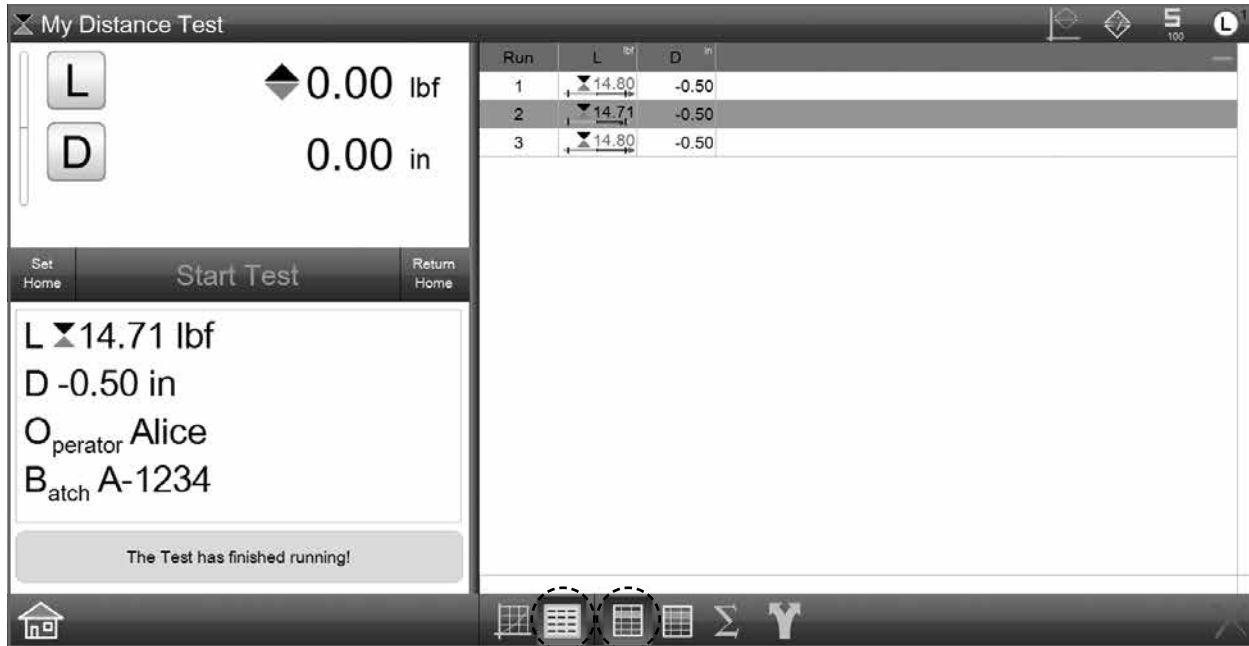 My Distance Test
S 100
L 1
L 0.00 lbf
D 0.00 in
Set Home
Start Test
Return Home
L 14.71 lbf
D -0.50 in
Operator Alice
Batch A-1234
The Test has finished running!
Run L lbf D in
1 14.80 -0.50
2 14.71 -0.50
3 14.80 -0.50
Σ